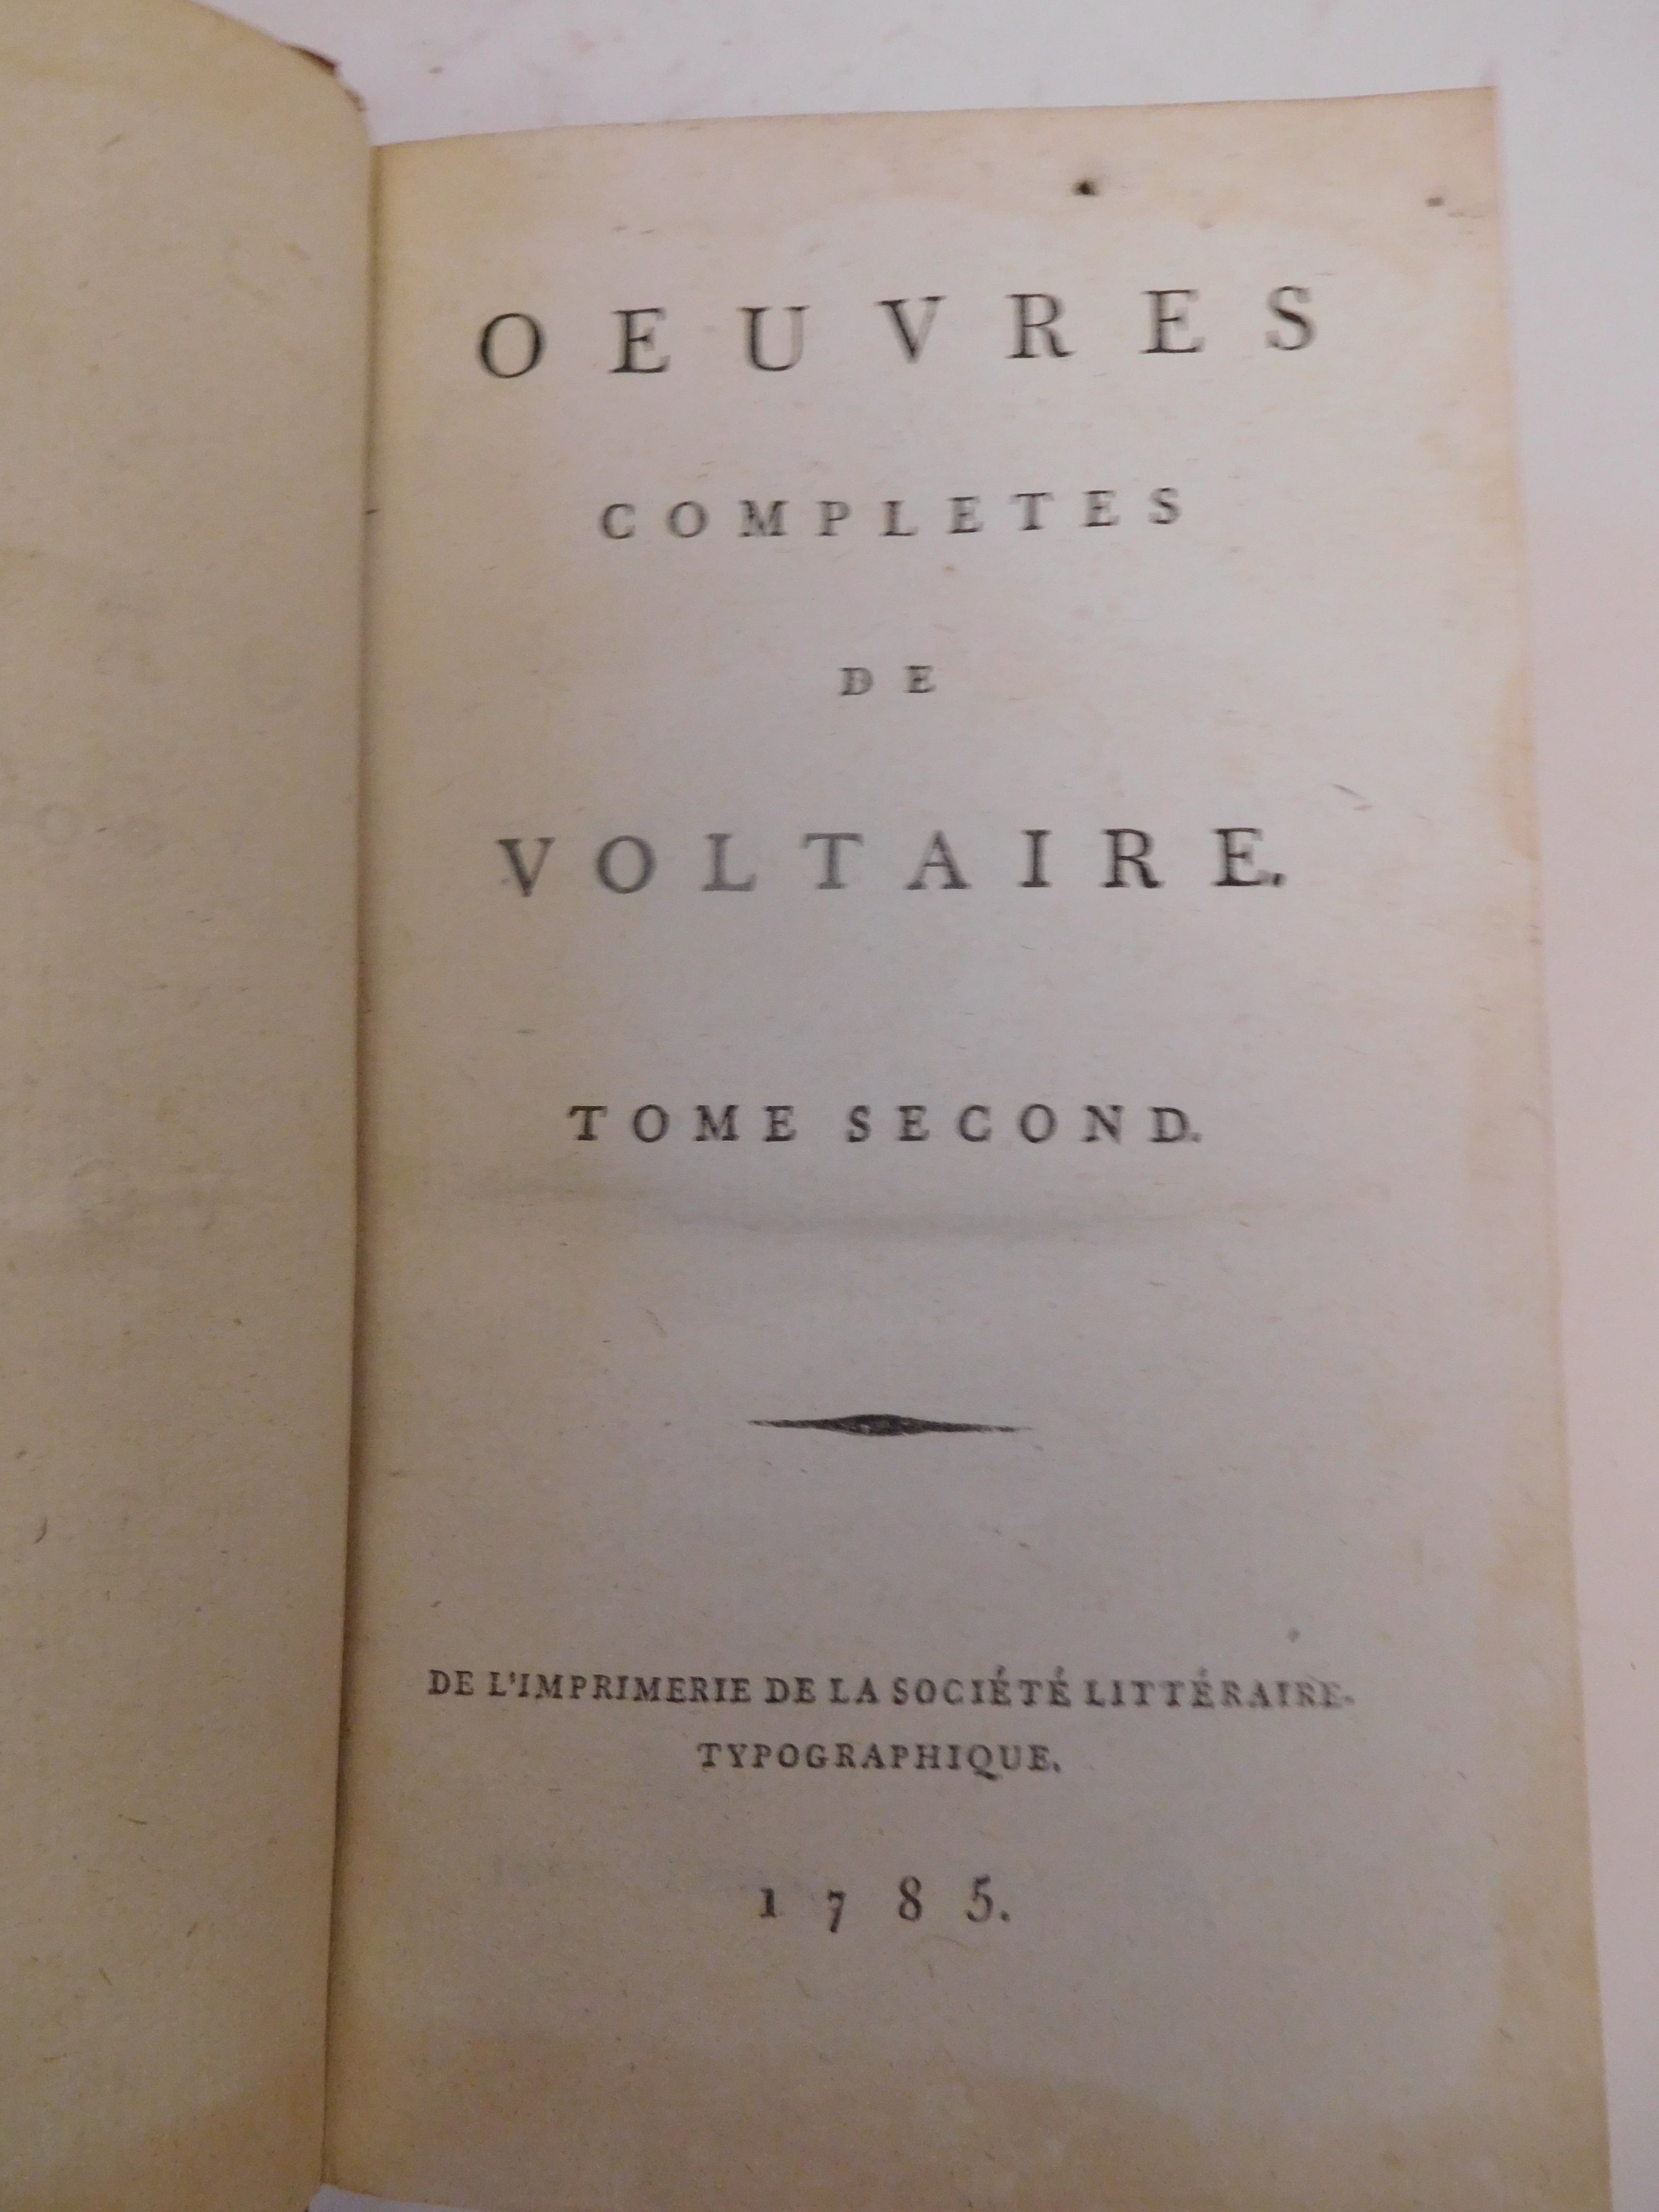 OEUVRES
COMPLETES
DE
VOLTAIRE.
TOME SECOND.
DE L'IMPRIMERIE DE LA SOCIÉTÉ LITTÉRAIRE-
TYPOGRAPHIQUE.
1785.